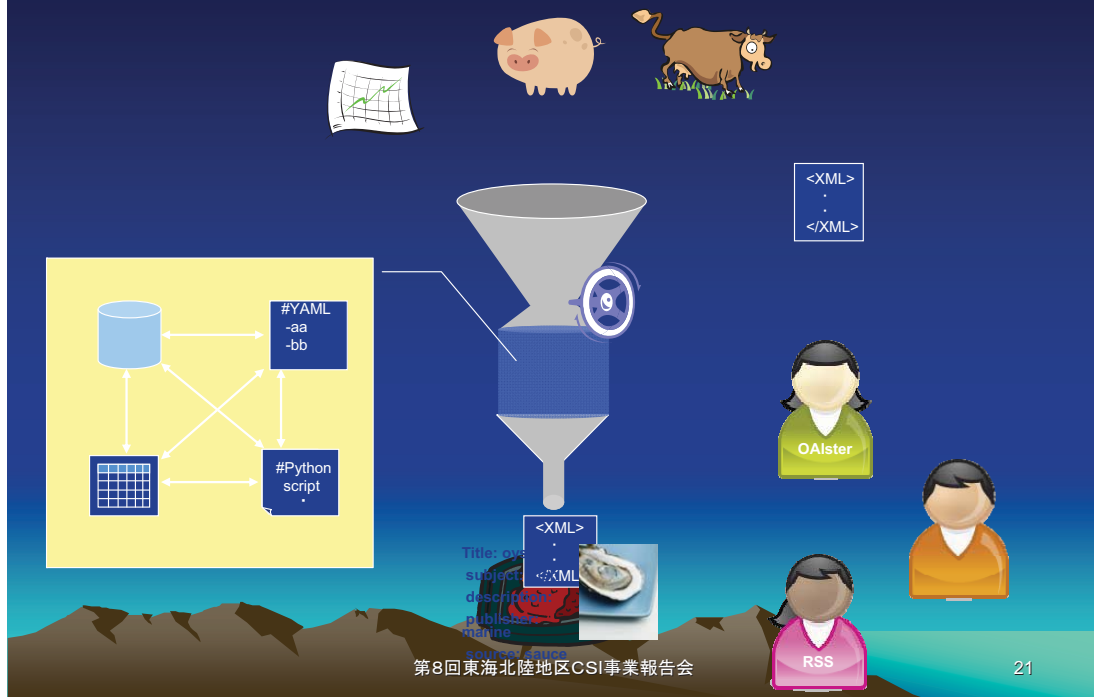 <XML>
.
.
</XML>
#YAML
-aa
-bb
#Python
script
.
OAIster
<XML>
.
.
Title:
subject:
description:
publisher:
marine
source: sauce
RSS
第8回東海北陸地区CSI事業報告会
21